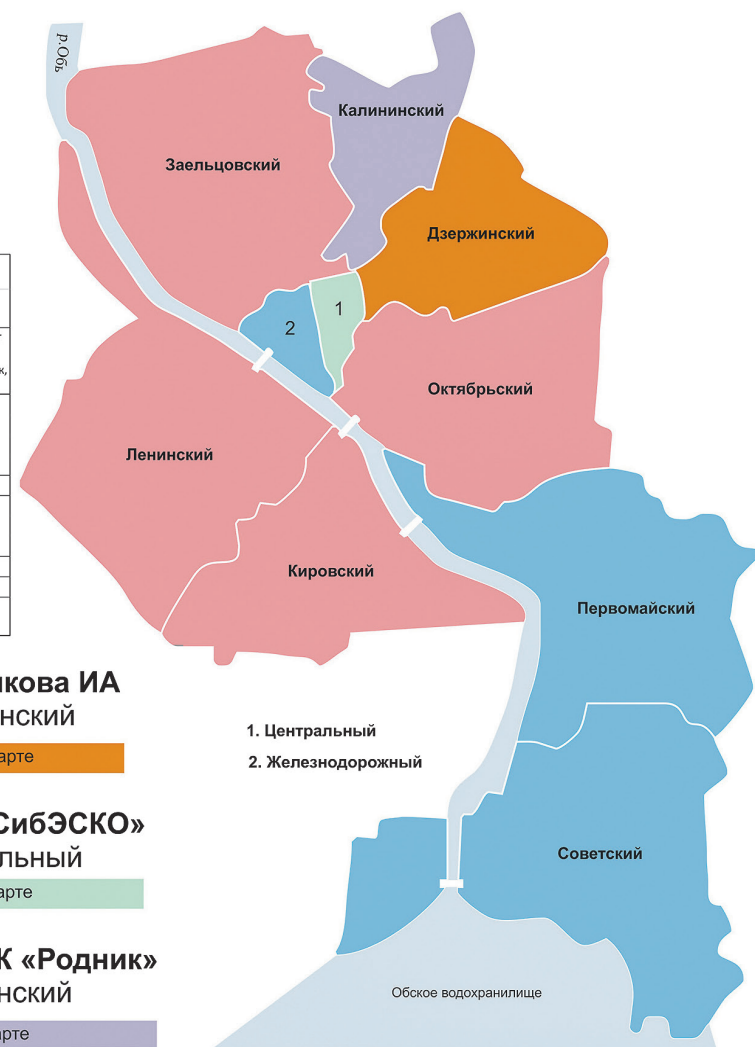 р.Обь
Калининский
Заельцовский
Дзержинский
1
2
Октябрьский
Ленинский
Кировский
Первомайский
1. Центральный
2. Железнодорожный
Советский
Обское водохранилище
икова ИА
нский
арте
СибЭСКО»
льный
арте
К «Родник»
нский
арте